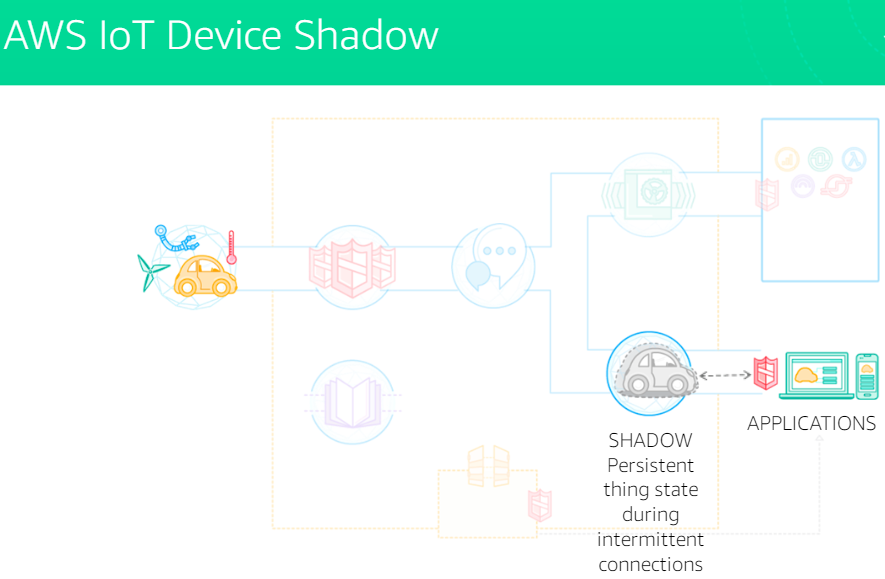 AWS IoT Device Shadow
SHADOW
Persistent
thing state
during
intermittent
connections
APPLICATIONS